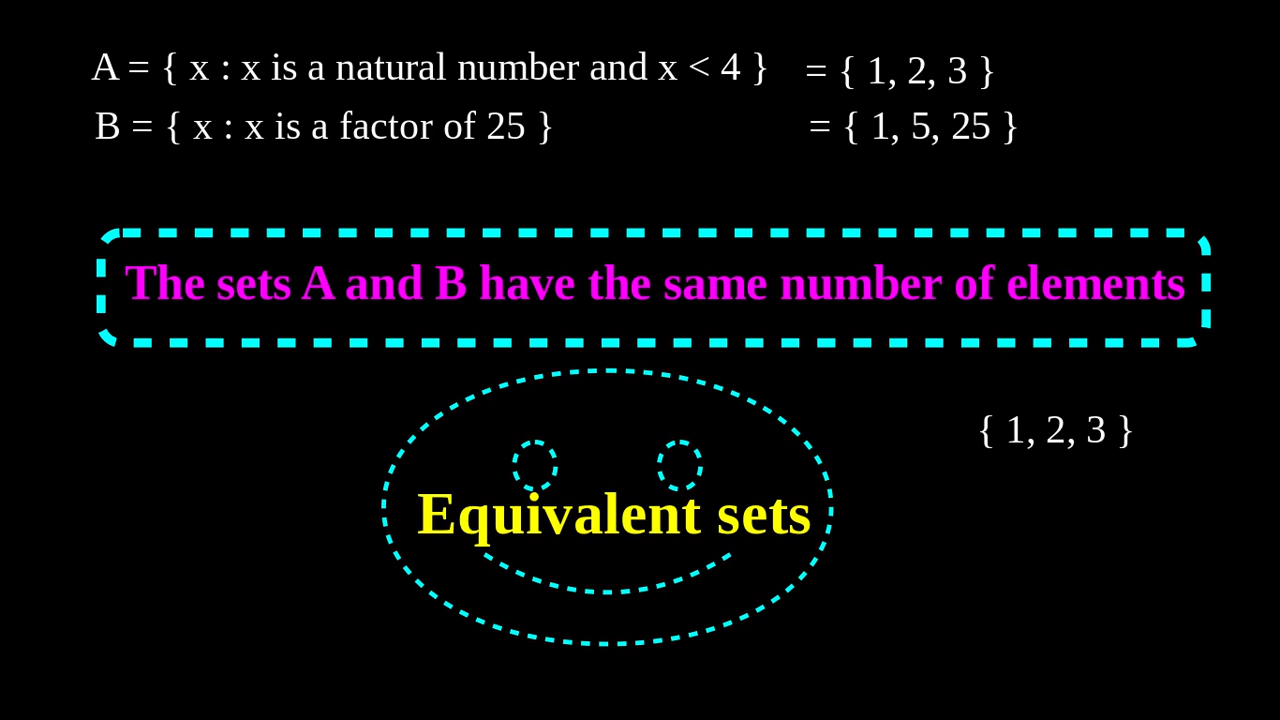 A = { x : x is a natural number and x < 4 } = { 1, 2, 3 }
B = { x : x is a factor of 25 } = { 1, 5, 25 }
The sets A and B have the same number of elements
{ 1, 2, 3 }
Equivalent sets